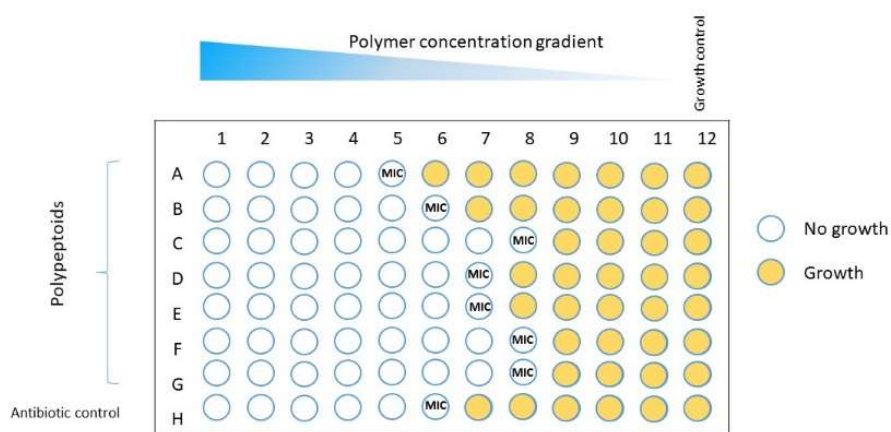 Polymer concentration gradient
Growth control
1 2 3 4 5 6 7 8 9 10 11 12
A MIC
B MIC
C MIC
D MIC
E MIC
F MIC
G MIC
H MIC
Polypeptoids
Antibiotic control
No growth
Growth